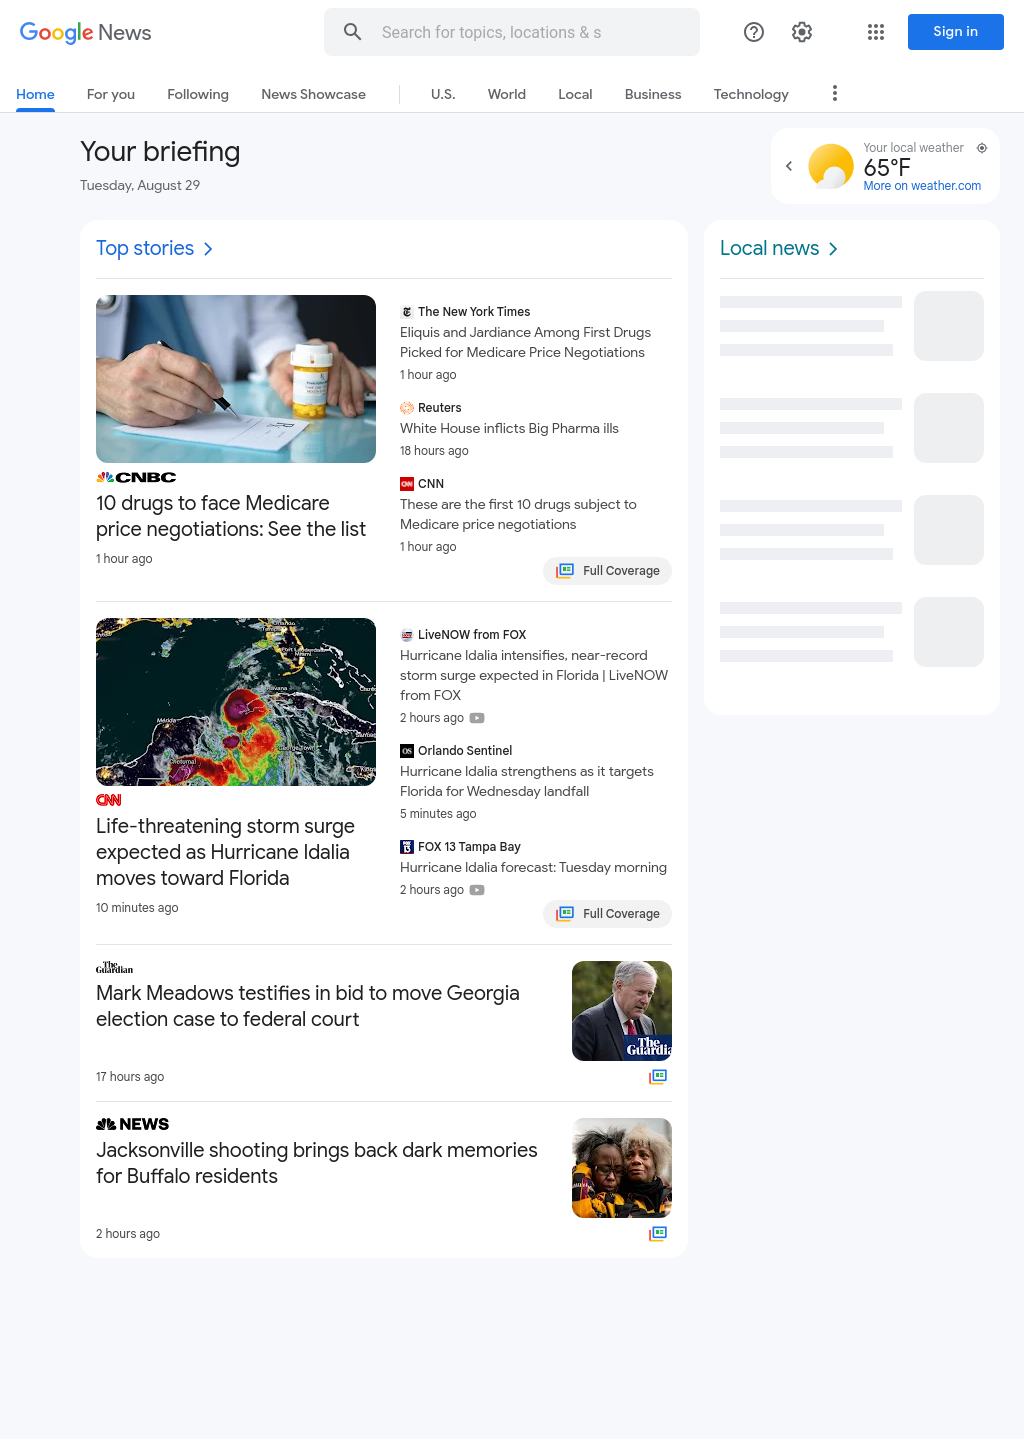 Google News
Search for topics, locations & s
Sign in
Home
For you
Following
News Showcase
U.S.
World
Local
Business
Technology
Your briefing
Tuesday, August 29
Your local weather
65°F
More on weather.com
Top stories
CNBC
10 drugs to face Medicare
price negotiations: See the list
1 hour ago
The New York Times
Eliquis and Jardiance Among First Drugs
Picked for Medicare Price Negotiations
1 hour ago
Reuters
White House inflicts Big Pharma ills
18 hours ago
CNN
These are the first 10 drugs subject to
Medicare price negotiations
1 hour ago
Full Coverage
CNN
Life-threatening storm surge
expected as Hurricane Idalia
moves toward Florida
10 minutes ago
LiveNOW from FOX
Hurricane Idalia intensifies, near-record
storm surge expected in Florida | LiveNOW
from FOX
2 hours ago
Orlando Sentinel
Hurricane Idalia strengthens as it targets
Florida for Wednesday landfall
5 minutes ago
FOX 13 Tampa Bay
Hurricane Idalia forecast: Tuesday morning
2 hours ago
Full Coverage
The
Guardian
Mark Meadows testifies in bid to move Georgia
election case to federal court
17 hours ago
The
Guardia
NEWS
Jacksonville shooting brings back dark memories
for Buffalo residents
2 hours ago
Local news